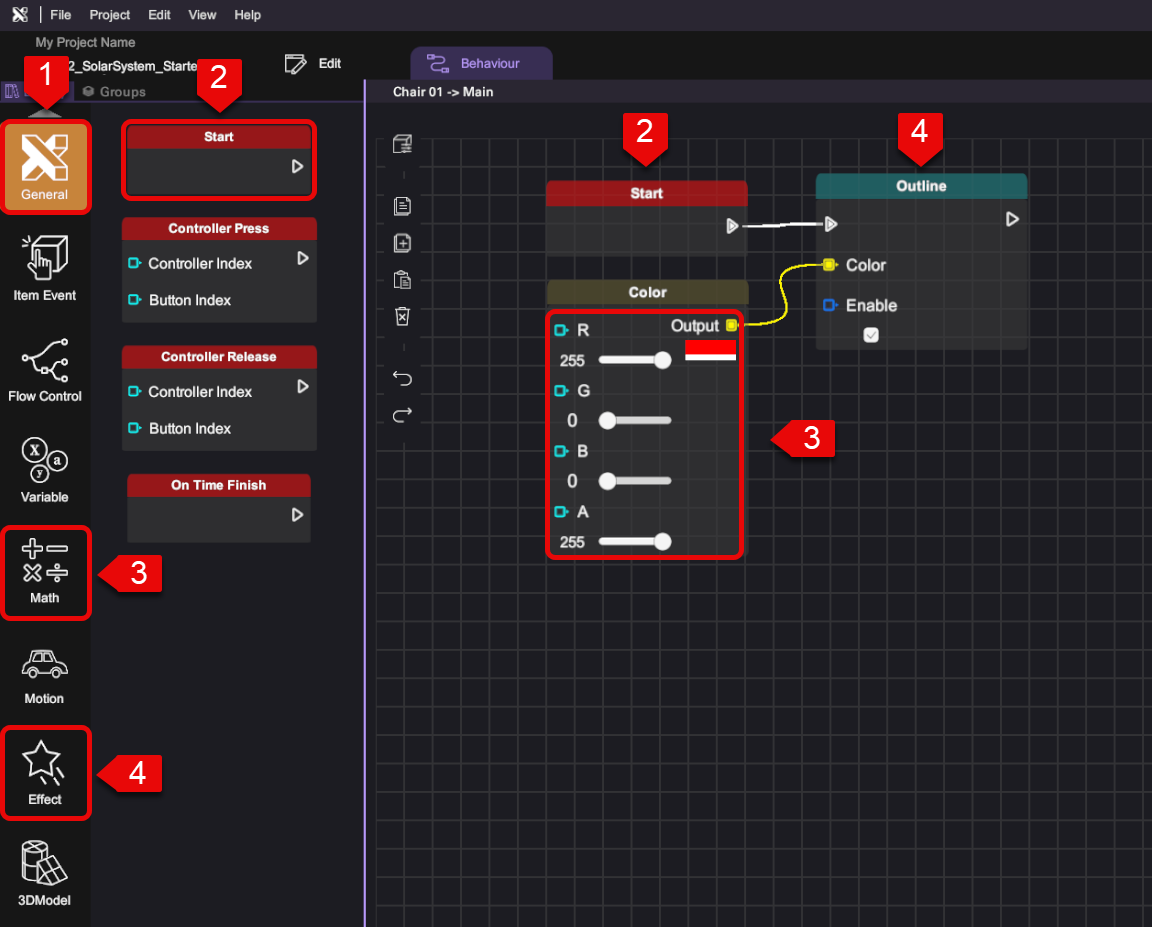 File Project Edit View Help
My Project Name
2_SolarSystem_Starte
Edit
Behaviour
1
2
Groups
Chair 01 -> Main
General
Item Event
Flow Control
Variable
Math
3
Motion
Effect
4
3DModel
Start
Controller Press
Controller Index
Button Index
Controller Release
Controller Index
Button Index
On Time Finish
2
Start
4
Outline
Color
Enable
Color
Output
R
255
G
0
B
0
A
255
3
X
a
y